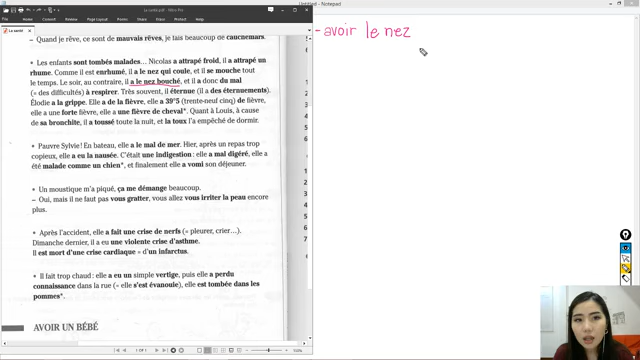 La santé.pdf - Nitro Pro
Untitled - Notepad
- Quand je rêve, ce sont de mauvais rêves, je fais beaucoup de cauchemars.
• Les enfants sont tombés malades... Nicolas a attrapé froid, il a attrapé un
rhume. Comme il est enrhumé, il a le nez qui coule, et il se mouche tout
le temps. Le soir, au contraire, il a le nez bouché, et il a donc du mal
(= des difficultés) à respirer. Très souvent, il éternue (il a des éternuements).
Élodie a la grippe. Elle a de la fièvre, elle a 39°5 (trente-neuf cinq) de fièvre,
elle a une forte fièvre, elle a une fièvre de cheval*. Quant à Louis, à cause
de sa bronchite, il a toussé toute la nuit, et la toux l'a empêché de dormir.
• Pauvre Sylvie! En bateau, elle a le mal de mer. Hier, après un repas trop
copieux, elle a eu la nausée. C'était une indigestion : elle a mal digéré, elle a
été malade comme un chien*, et finalement elle a vomi son déjeuner.
• Un moustique m'a piqué, ça me démange beaucoup.
- Oui, mais il ne faut pas vous gratter, vous allez vous irriter la peau encore
plus.
• Après l'accident, elle a fait une crise de nerfs (= pleurer, crier...).
Dimanche dernier, il a eu une violente crise d'asthme.
Il est mort d'une crise cardiaque = d'un infarctus.
• Il fait trop chaud : elle a eu un simple vertige, puis elle a perdu
connaissance dans la rue (= elle s'est évanouie), elle est tombée dans les
pommes*.
AVOIR UN BÉBÉ
- avoir le nez